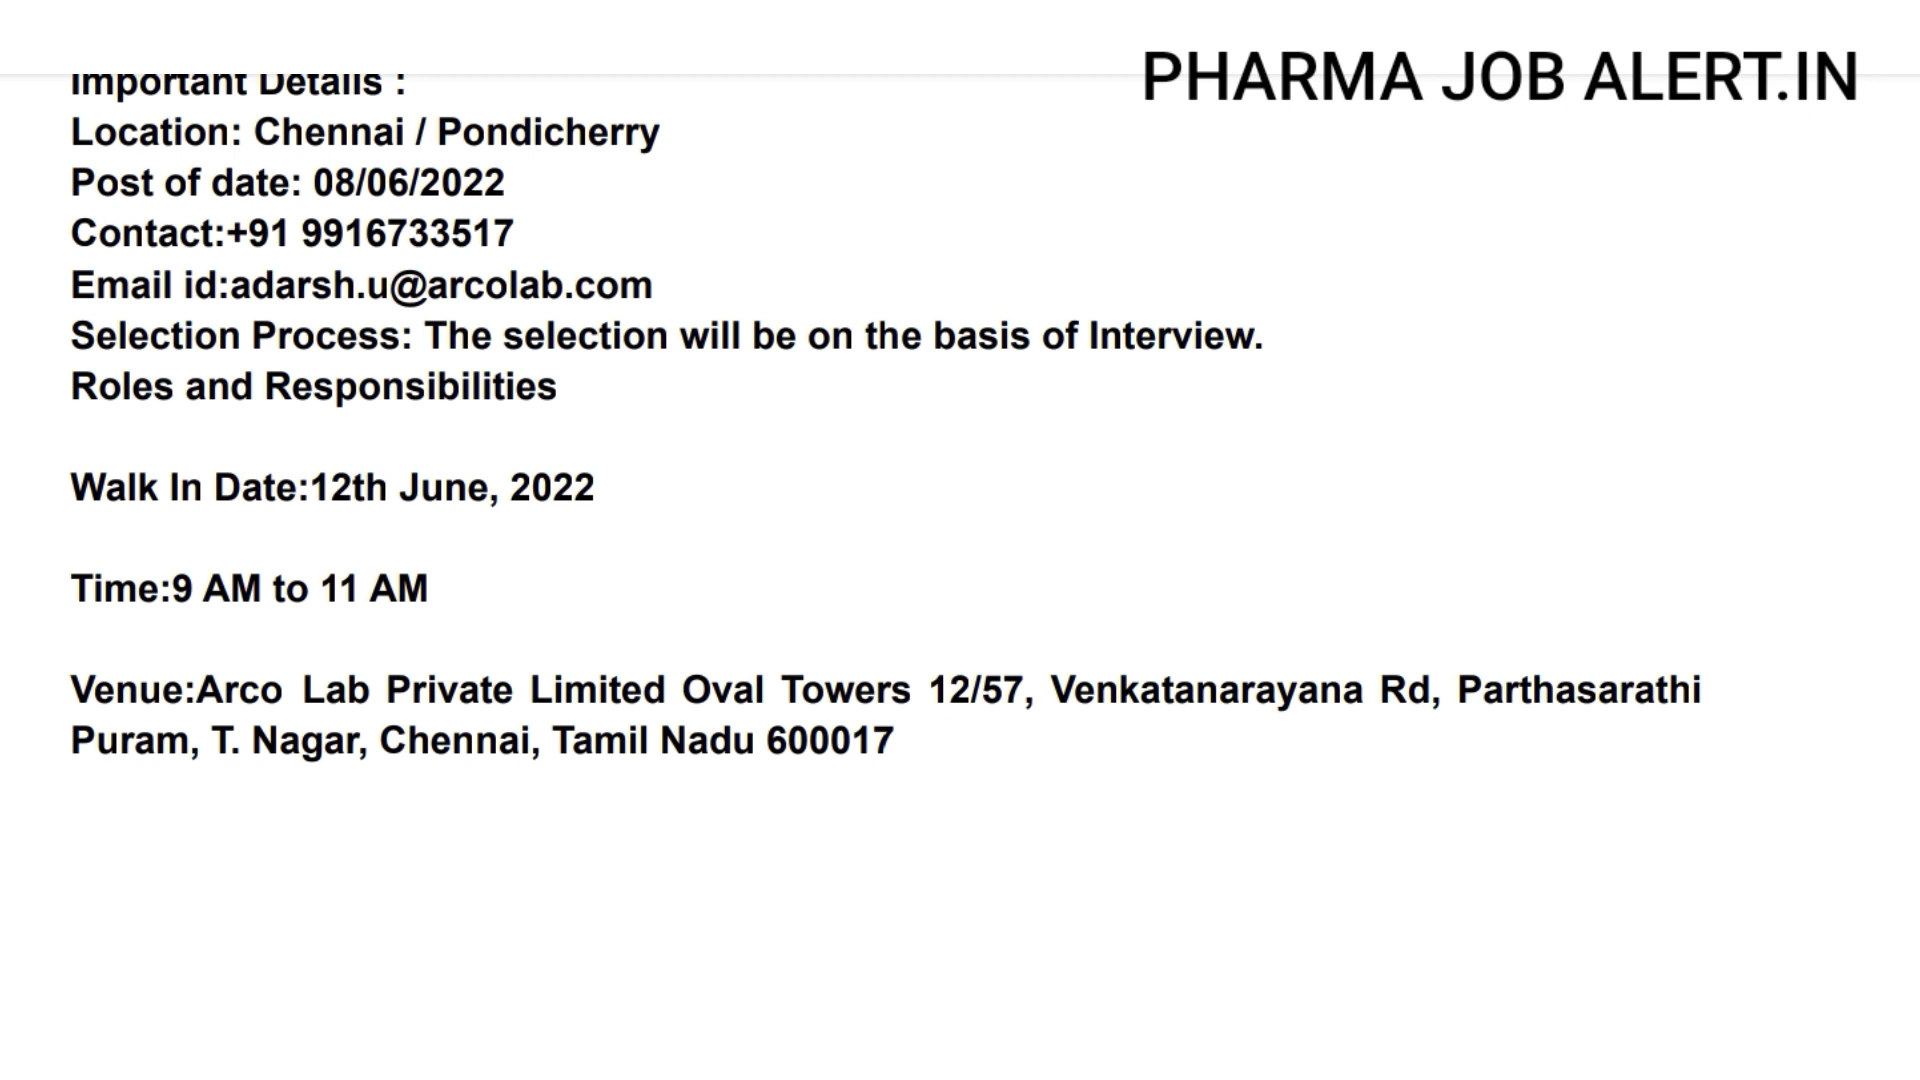 PHARMA JOB ALERT.IN
Important Details :
Location: Chennai / Pondicherry
Post of date: 08/06/2022
Contact:+91 9916733517
Email id:adarsh.u@arcolab.com
Selection Process: The selection will be on the basis of Interview.
Roles and Responsibilities
Walk In Date:12th June, 2022
Time:9 AM to 11 AM
Venue:Arco Lab Private Limited Oval Towers 12/57, Venkatanarayana Rd, Parthasarathi
Puram, T. Nagar, Chennai, Tamil Nadu 600017